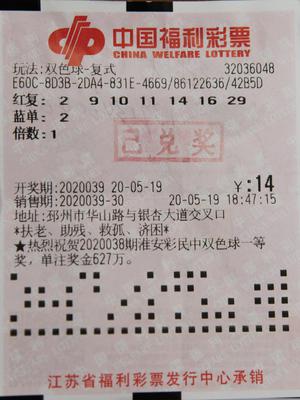 中国福利彩票
CHINA WELFARE LOTTERY
玩法:双色球-复式 32036048
E60C-8D3B-2DA4-831E-4669/86122636/42B5D
红复: 2 9 10 11 14 16 29
蓝单: 2
倍数: 1
已兑奖
开奖期:2020039 20-05-19 ¥:14
销售期:2020039-30 20-05-19 18:47:15
地址:邳州市华山路与银杏大道交叉口
*扶老、助残、救孤、济困*
★热烈祝贺2020038期淮安彩民中双色球一等
奖,单注奖金627万。
江苏省福利彩票发行中心承销